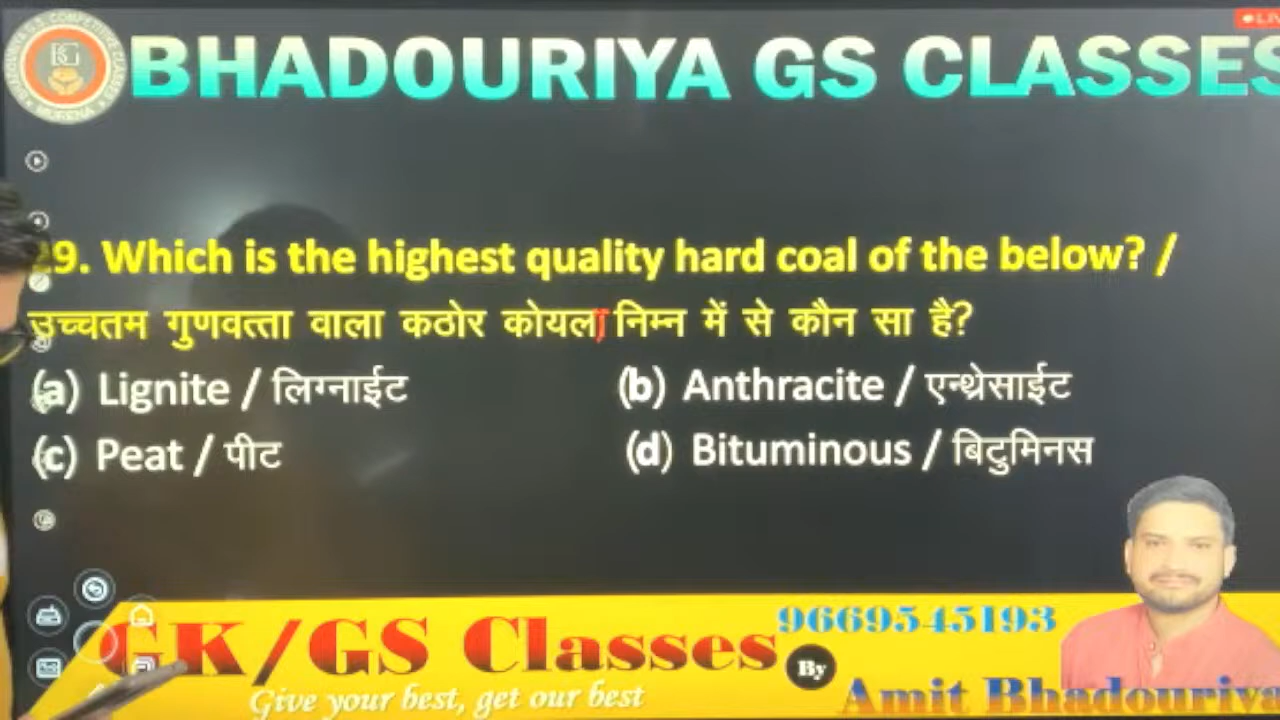 BHADOURIYA GS CLASSES
29. Which is the highest quality hard coal of the below? /
उच्चतम गुणवत्ता वाला कठोर कोयला निम्न में से कौन सा है?
(a) Lignite / लिग्नाईट
(b) Anthracite / एन्थ्रेसाईट
(c) Peat / पीट
(d) Bituminous / बिटुमिनस
GK/GS Classes
Give your best, get our best
9669545193
By
Amit Bhadouriya